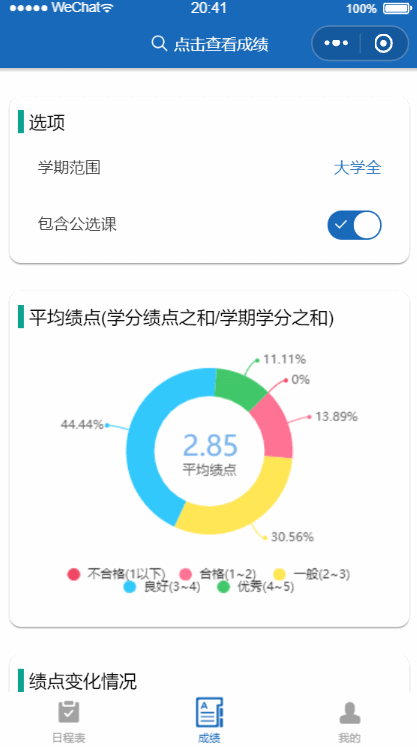 WeChat 20:41 100%
点击查看成绩
选项
学期范围 大学全
包含公选课
平均绩点(学分绩点之和/学期学分之和)
11.11%
0%
13.89%
44.44%
2.85
平均绩点
30.56%
不合格(1以下) 合格(1~2) 一般(2~3)
良好(3~4) 优秀(4~5)
绩点变化情况
日程表 成绩 我的